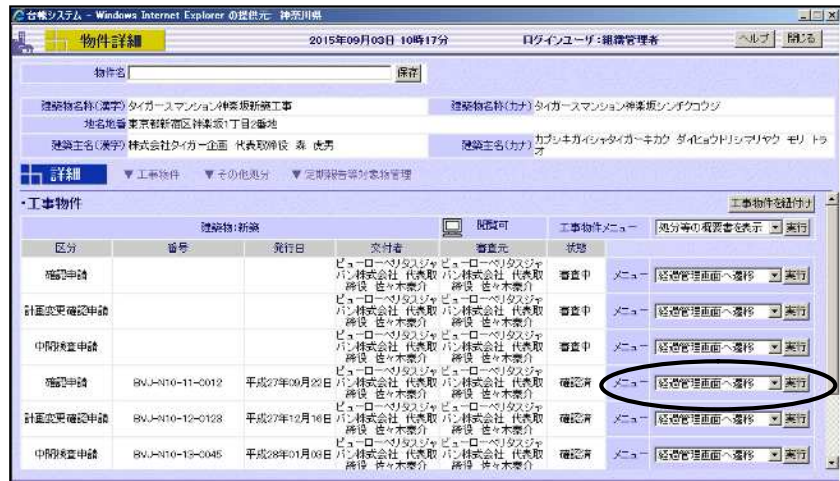 台帳システム - Windows Internet Explorer の提供元: 神奈川県
物件詳細 2015年09月03日 10時17分 ログインユーザ:組織管理者 ヘルプ 閉じる
物件名 保存
建築物名称(漢字) タイガースマンション神楽坂新築工事 建築物名称(カナ) タイガースマンション神楽坂シンチクコウジ
地名地番 東京都新宿区神楽坂1丁目2番地
建築主名(漢字) 株式会社タイガー企画 代表取締役 森 虎男 建築主名(カナ) カブシキガイシャタイガーキカク ダイヒョウトリシマリヤク モリ トラオ
詳細 ▼ 工事物件 ▼ その他処分 ▼ 定期報告等対象物管理
・工事物件 工事物件を紐付け
建築物:新築 閲覧可 工事物件メニュー 処分等の概要書を表示 実行
区分 番号 発行日 交付者 審査元 状態
確認申請 ビューローベリタスジャパン株式会社 代表取締役 佐々木豪介 ビューローベリタスジャパン株式会社 代表取締役 佐々木豪介 審査中 メニュー 経過管理画面へ遷移 実行
計画変更確認申請 ビューローベリタスジャパン株式会社 代表取締役 佐々木豪介 ビューローベリタスジャパン株式会社 代表取締役 佐々木豪介 審査中 メニュー 経過管理画面へ遷移 実行
中間検査申請 ビューローベリタスジャパン株式会社 代表取締役 佐々木豪介 ビューローベリタスジャパン株式会社 代表取締役 佐々木豪介 審査中 メニュー 経過管理画面へ遷移 実行
確認申請 BVJ-N10-11-0012 平成27年09月22日 ビューローベリタスジャパン株式会社 代表取締役 佐々木豪介 ビューローベリタスジャパン株式会社 代表取締役 佐々木豪介 確認済 メニュー 経過管理画面へ遷移 実行
計画変更確認申請 BVJ-N10-12-0123 平成27年12月16日 ビューローベリタスジャパン株式会社 代表取締役 佐々木豪介 ビューローベリタスジャパン株式会社 代表取締役 佐々木豪介 確認済 メニュー 経過管理画面へ遷移 実行
中間検査申請 BVJ-N10-13-0045 平成28年01月03日 ビューローベリタスジャパン株式会社 代表取締役 佐々木豪介 ビューローベリタスジャパン株式会社 代表取締役 佐々木豪介 確認済 メニュー 経過管理画面へ遷移 実行